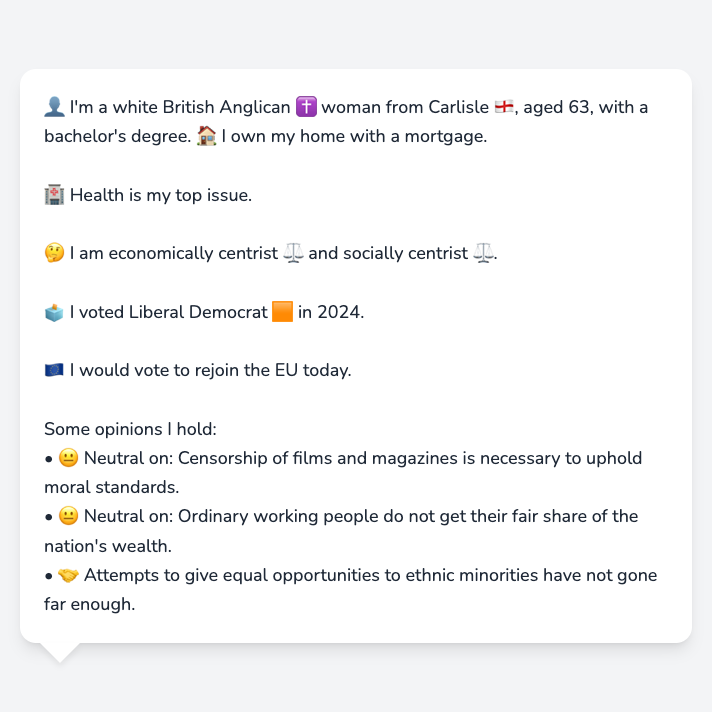 👤 I'm a white British Anglican ✝️ woman from Carlisle 🏴󠁧󠁢󠁥󠁮󠁧󠁿, aged 63, with a
bachelor's degree. 🏠 I own my home with a mortgage.
🏥 Health is my top issue.
🤔 I am economically centrist ⚖️ and socially centrist ⚖️.
🗳️ I voted Liberal Democrat 🟧 in 2024.
🇪🇺 I would vote to rejoin the EU today.
Some opinions I hold:
• 😐 Neutral on: Censorship of films and magazines is necessary to uphold
moral standards.
• 😐 Neutral on: Ordinary working people do not get their fair share of the
nation's wealth.
• 🤝 Attempts to give equal opportunities to ethnic minorities have not gone
far enough.